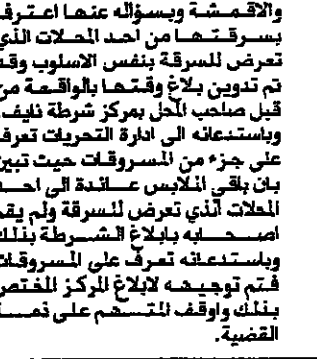 والاقمشة وبسؤاله عنها اعترف
بسرقتها من احد المحلات الذي
تعرض للسرقة بنفس الاسلوب وقد
تم تدوين بلاغ وقتها بالواقعة من
قبل صاحب المحل بمركز شرطة نايف.
وباستدعائه الى ادارة التحريات تعرف
على جزء من المسروقات حيث تبين
بان باقي الملابس عائدة الى احد
المحلات الذي تعرض للسرقة ولم يقم
اصحابه بابلاغ الشرطة بذلك
وباستدعائه تعرف على المسروقات
فتم توجيهه لابلاغ المركز المختص
بذلك واوقف المتهم على ذمة
القضية.